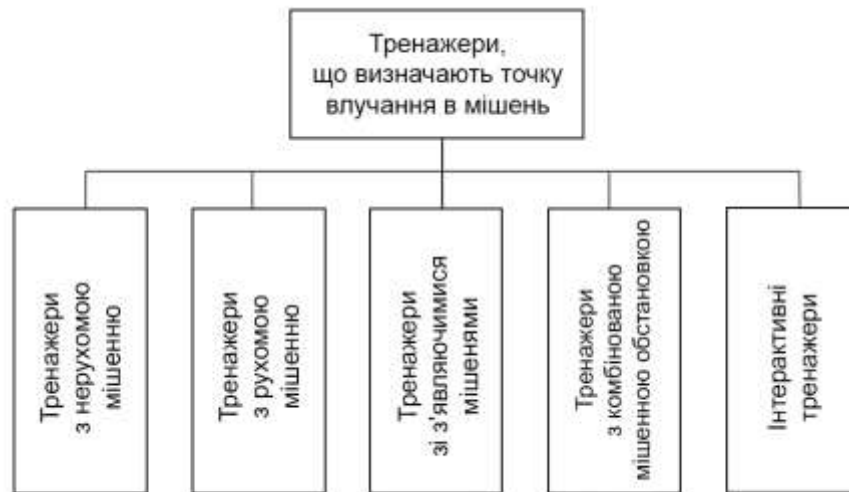 Тренажери,
що визначають точку
влучання в мішень
Тренажери
з нерухомою
мішенню
Тренажери
з рухомою
мішенню
Тренажери
зі з'являючимися
мішенями
Тренажери
з комбінованою
мішенною обстановкою
Інтерактивні
тренажери